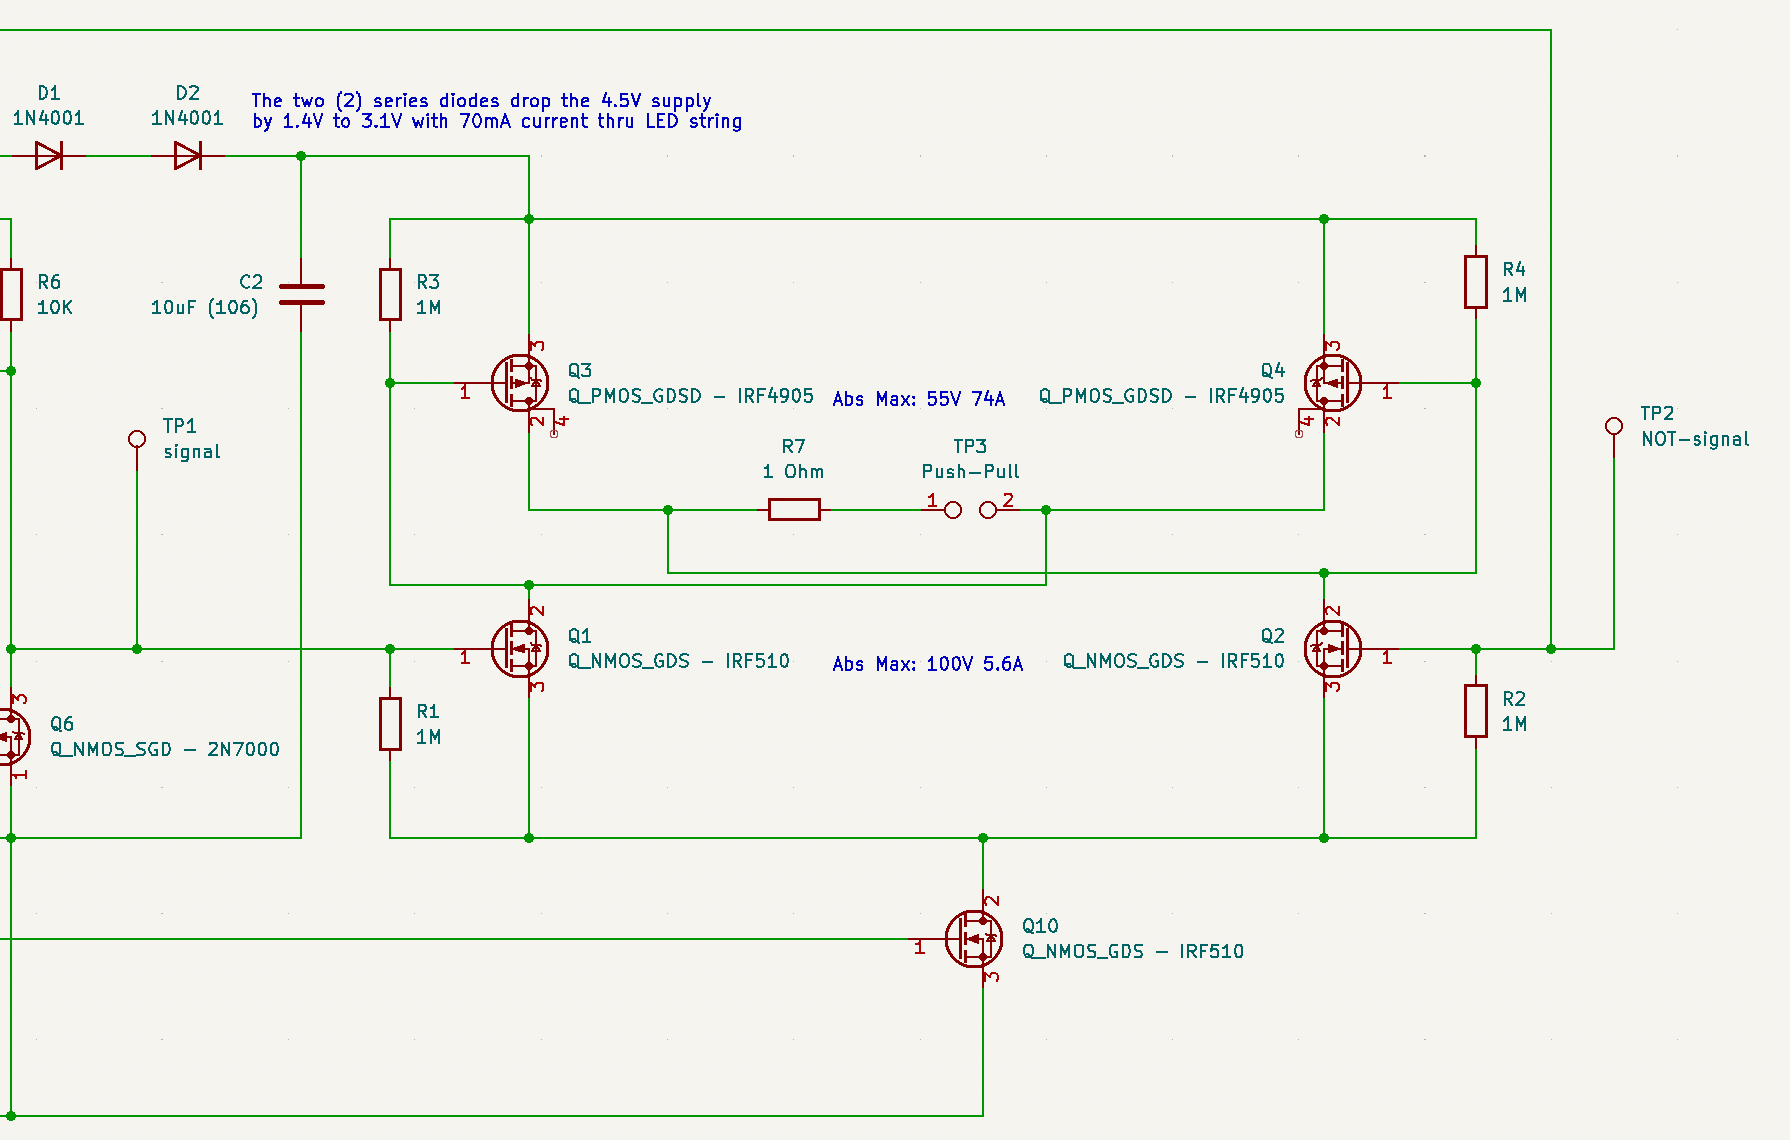 D1
1N4001
D2
1N4001
The two (2) series diodes drop the 4.5V supply
by 1.4V to 3.1V with 70mA current thru LED string
R6
10K
C2
10uF (106)
R3
1M
R4
1M
3
Q3
Q_PMOS_GDSD - IRF4905
1
2
4
Abs Max: 55V 74A
3
Q4
Q_PMOS_GDSD - IRF4905
1
4
2
TP1
signal
TP2
NOT-signal
R7
1 Ohm
TP3
Push-Pull
1
2
2
Q1
Q_NMOS_GDS - IRF510
1
3
Abs Max: 100V 5.6A
2
Q2
Q_NMOS_GDS - IRF510
1
3
3
Q6
Q_NMOS_SGD - 2N7000
1
R1
1M
R2
1M
2
Q10
Q_NMOS_GDS - IRF510
1
3